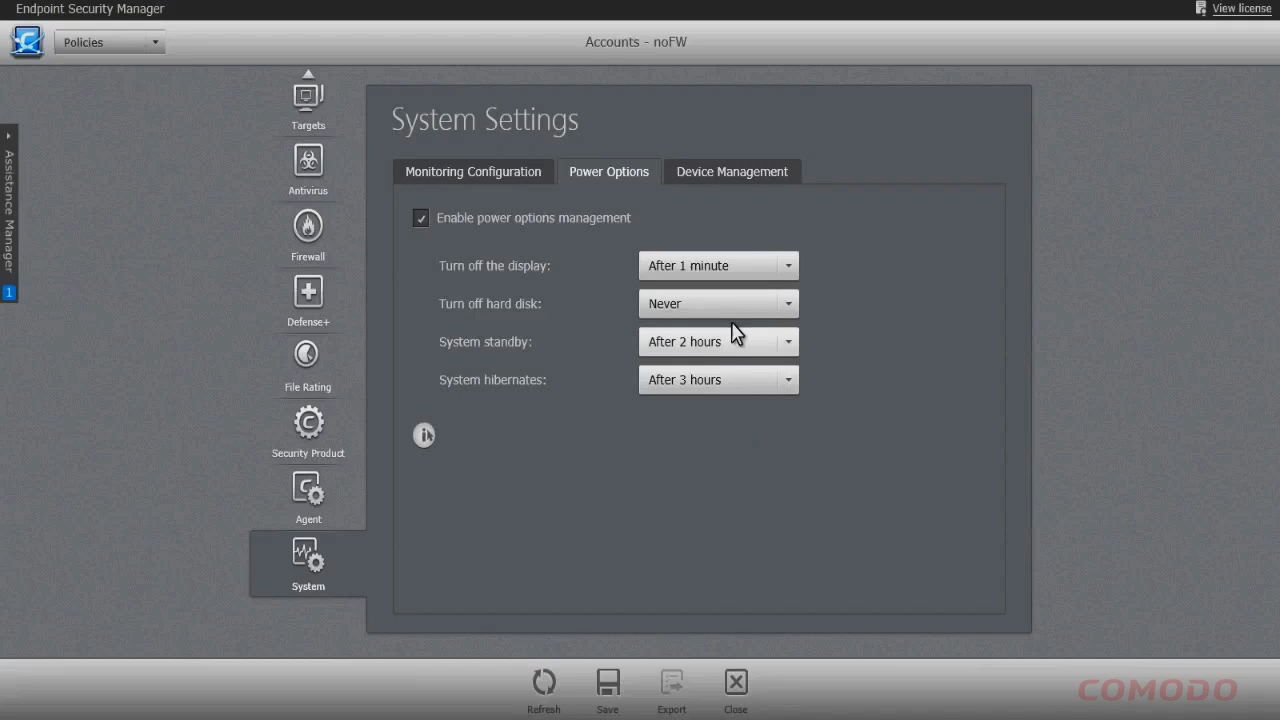 Endpoint Security Manager
View license
Policies
Accounts - noFW
Assistance Manager
1
Targets
Antivirus
Firewall
Defense+
File Rating
Security Product
Agent
System
System Settings
Monitoring Configuration
Power Options
Device Management
Enable power options management
Turn off the display: After 1 minute
Turn off hard disk: Never
System standby: After 2 hours
System hibernates: After 3 hours
Refresh
Save
Export
Close
COMODO